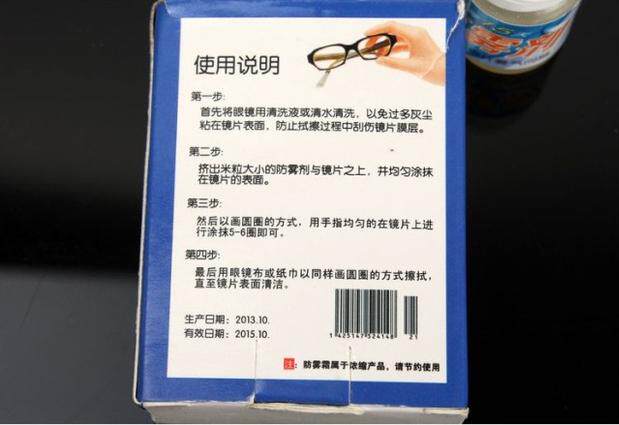 使用说明
第一步:
首先将眼镜用清洗液或清水清洗，以免过多灰尘
粘在镜片表面，防止拭擦过程中刮伤镜片膜层。
第二步:
挤出米粒大小的防雾剂与镜片之上，并均匀涂抹
在镜片的表面。
第三步:
然后以画圆圈的方式，用手指均匀的在镜片上进
行涂抹5-6圈即可。
第四步:
最后用眼镜布或纸巾以同样画圆圈的方式擦拭，
直至镜片表面清洁。
生产日期: 2013.10.
有效日期: 2015.10.
1425147524148 21
注: 防雾霜属于浓缩产品，请节约使用